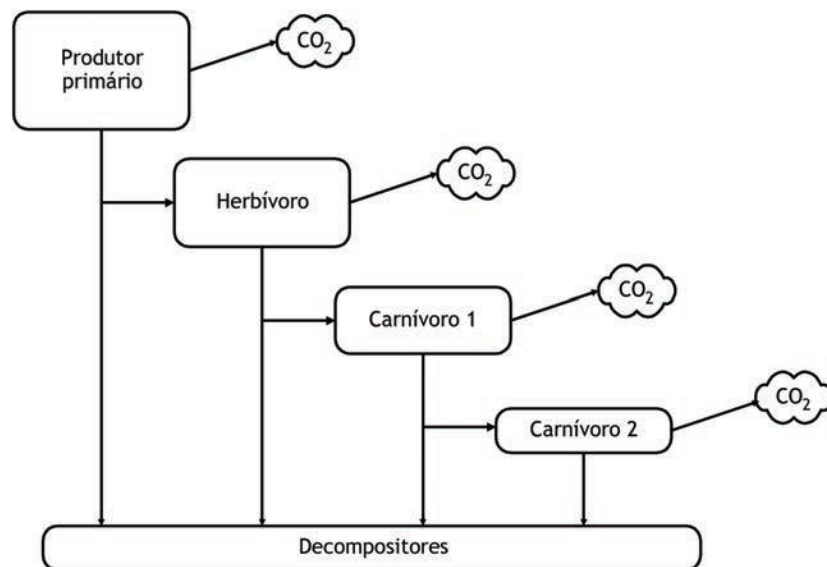 Produtor
primário
CO₂
Herbívoro
CO₂
Carnívoro 1
CO₂
Carnívoro 2
CO₂
Decompositores